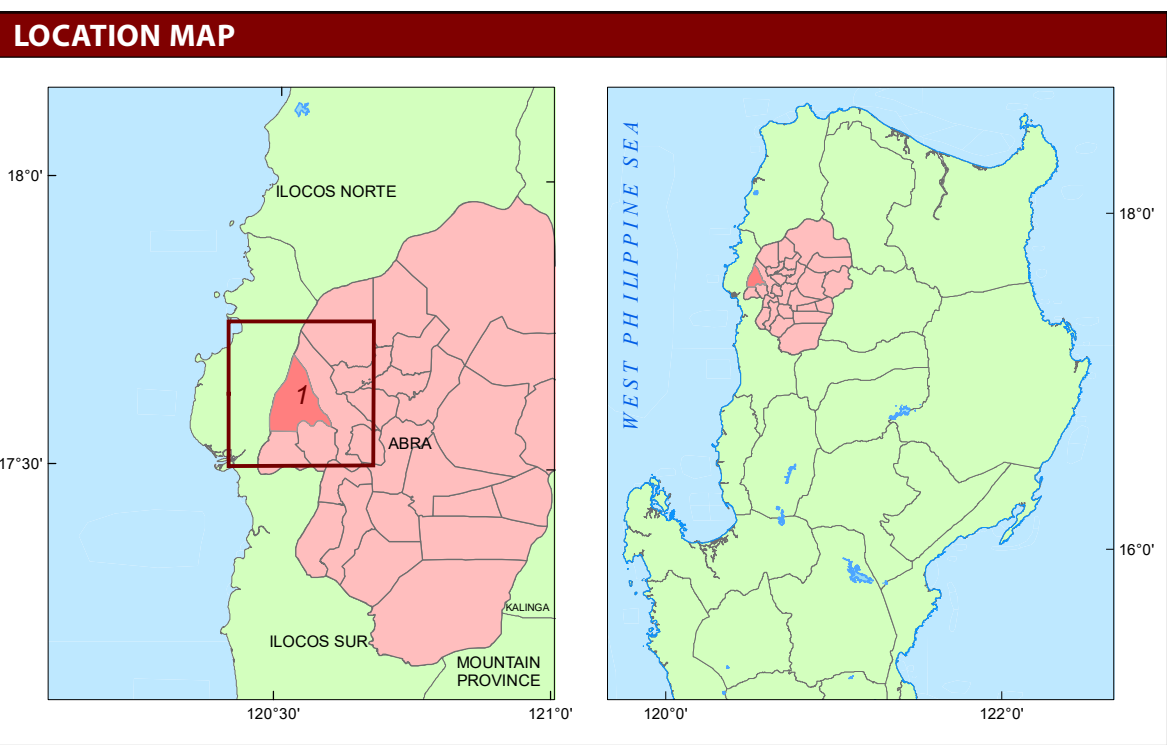 LOCATION MAP
18°0'
ILOCOS NORTE
1
ABRA
17°30'
KALINGA
ILOCOS SUR
MOUNTAIN
PROVINCE
120°30'
121°0'
WEST PHILIPPINE SEA
18°0'
16°0'
120°0'
122°0'